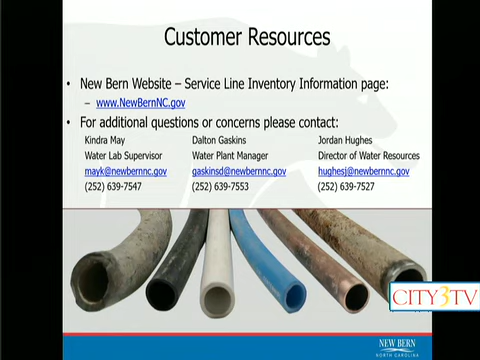 Customer Resources
• New Bern Website – Service Line Inventory Information page:
– www.NewBernNC.gov
• For additional questions or concerns please contact:
Kindra May
Water Lab Supervisor
mayk@newbernnc.gov
(252) 639-7547
Dalton Gaskins
Water Plant Manager
gaskinsd@newbernnc.gov
(252) 639-7553
Jordan Hughes
Director of Water Resources
hughesj@newbernnc.gov
(252) 639-7527
CITY3TV
NEW BERN
NORTH CAROLINA